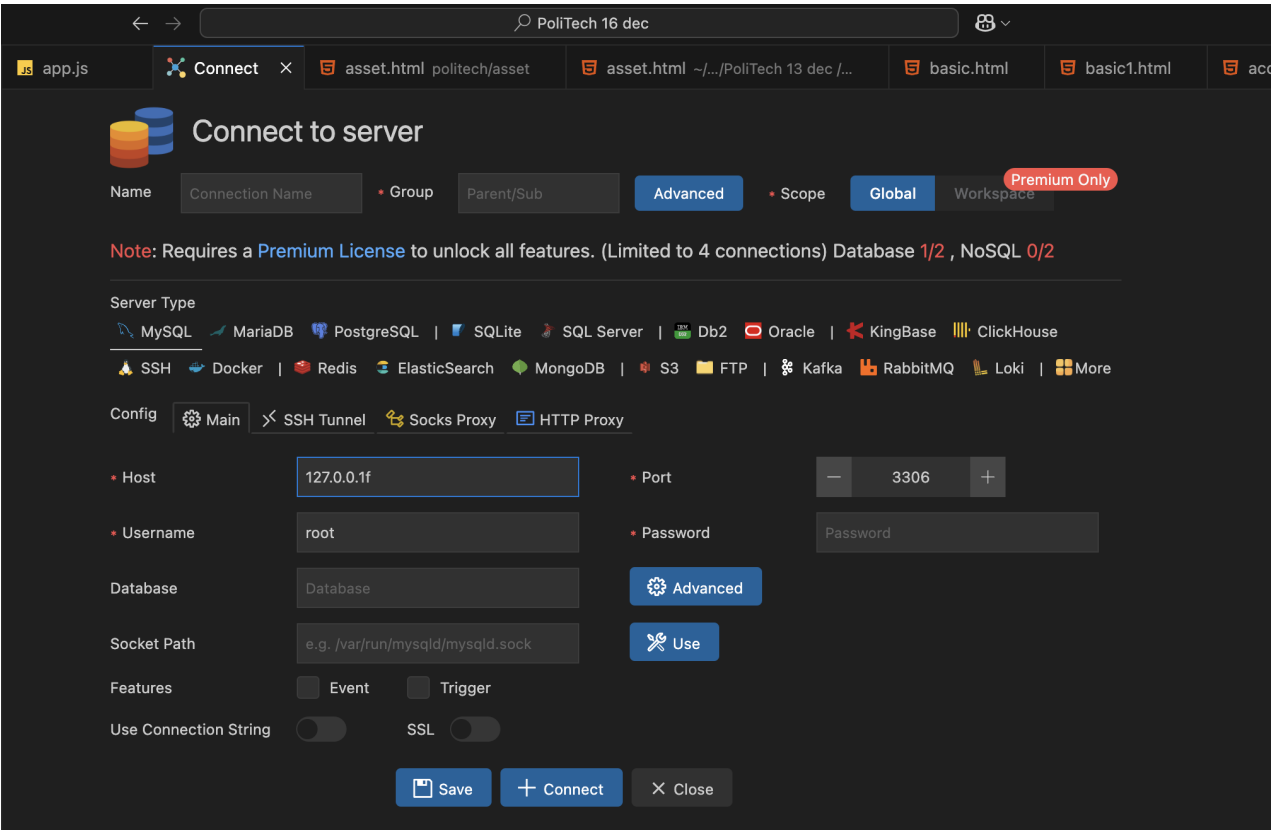 PoliTech 16 dec
JS app.js Connect asset.html politech/asset asset.html ~/.../PoliTech 13 dec /... basic.html basic1.html acc
Connect to server
Name Connection Name * Group Parent/Sub Advanced * Scope Global Workspace Premium Only
Note: Requires a Premium License to unlock all features. (Limited to 4 connections) Database 1/2 , NoSQL 0/2
Server Type
MySQL MariaDB PostgreSQL | SQLite SQL Server | Db2 Oracle | KingBase ClickHouse
SSH Docker | Redis ElasticSearch MongoDB | S3 FTP | Kafka RabbitMQ Loki | More
Config Main SSH Tunnel Socks Proxy HTTP Proxy
* Host 127.0.0.1f * Port 3306
* Username root * Password Password
Database Database Advanced
Socket Path e.g. /var/run/mysqld/mysqld.sock Use
Features Event Trigger
Use Connection String SSL
Save Connect Close